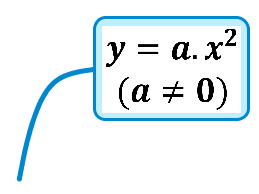 y = a. x²
(a ≠ 0)